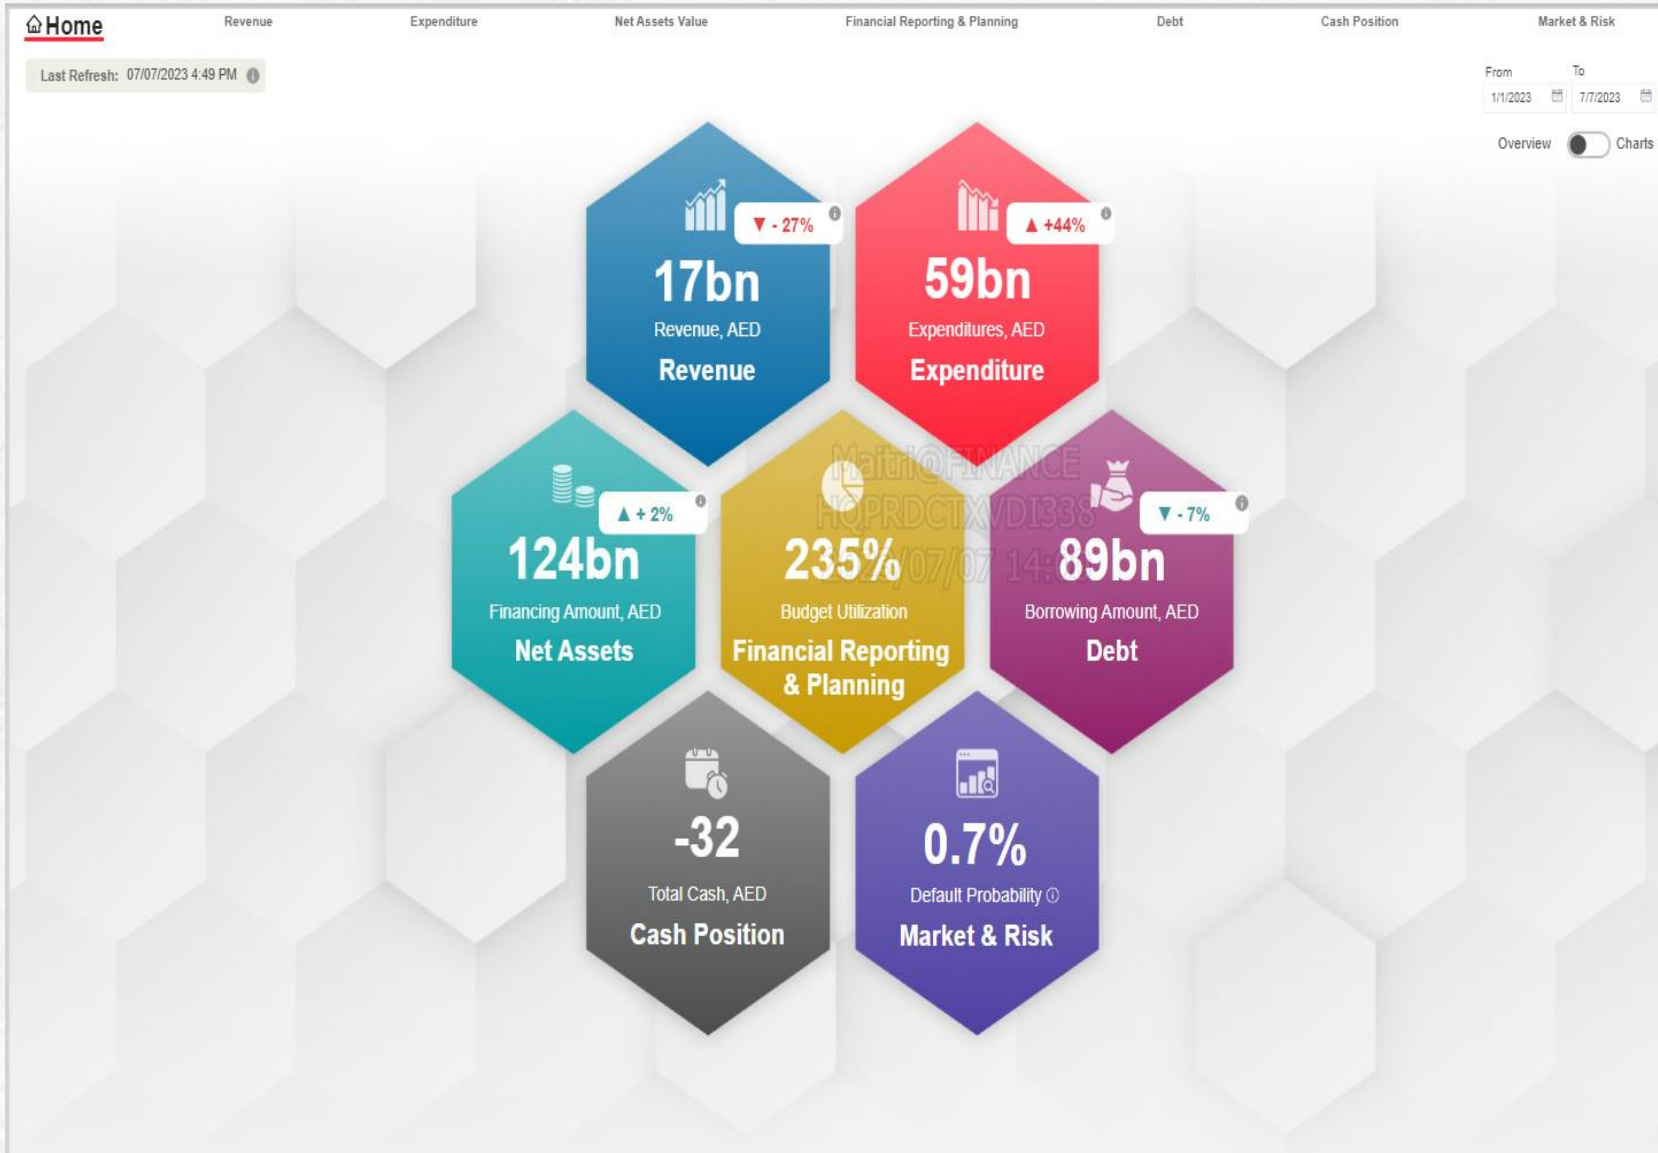 Home Revenue Expenditure Net Assets Value Financial Reporting & Planning Debt Cash Position Market & Risk
Last Refresh: 07/07/2023 4:49 PM
From To
1/1/2023 7/7/2023
Overview Charts
▼ - 27%
17bn
Revenue, AED
Revenue
▲ +44%
59bn
Expenditures, AED
Expenditure
▲ + 2%
124bn
Financing Amount, AED
Net Assets
235%
Budget Utilization
Financial Reporting
& Planning
▼ - 7%
89bn
Borrowing Amount, AED
Debt
Maitri@FINANCE
HQPRDCTXVDI338
-32
Total Cash, AED
Cash Position
0.7%
Default Probability
Market & Risk